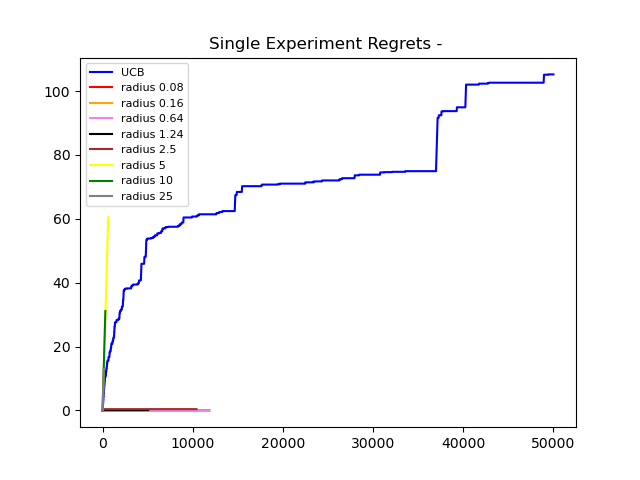 Single Experiment Regrets -
UCB
radius 0.08
radius 0.16
radius 0.64
radius 1.24
radius 2.5
radius 5
radius 10
radius 25
100
80
60
40
20
0
0 10000 20000 30000 40000 50000